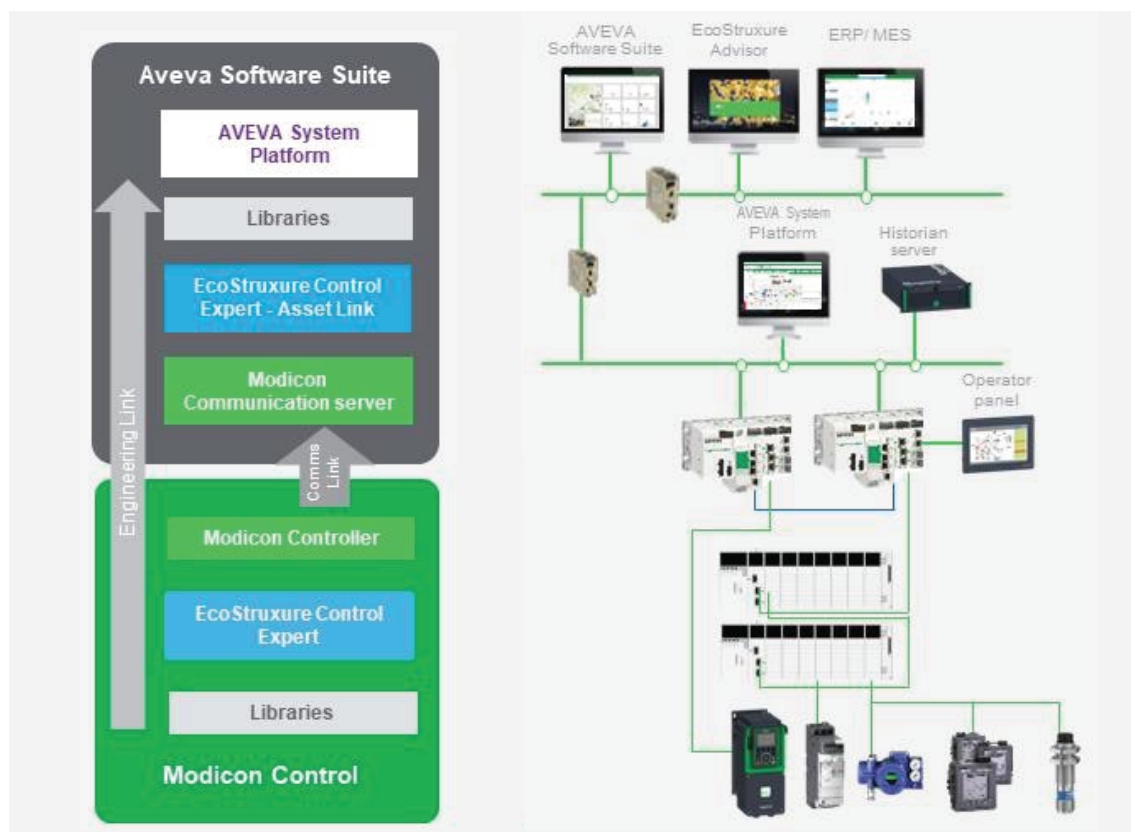 Aveva Software Suite
AVEVA System
Platform
Libraries
EcoStruxure Control
Expert - Asset Link
Modicon
Communication server
Engineering Link
Comms
Link
Modicon Controller
EcoStruxure Control
Expert
Libraries
Modicon Control
AVEVA
Software Suite
EcoStruxure
Advisor
ERP/ MES
AVEVA System
Platform
Historian
server
Operator
panel